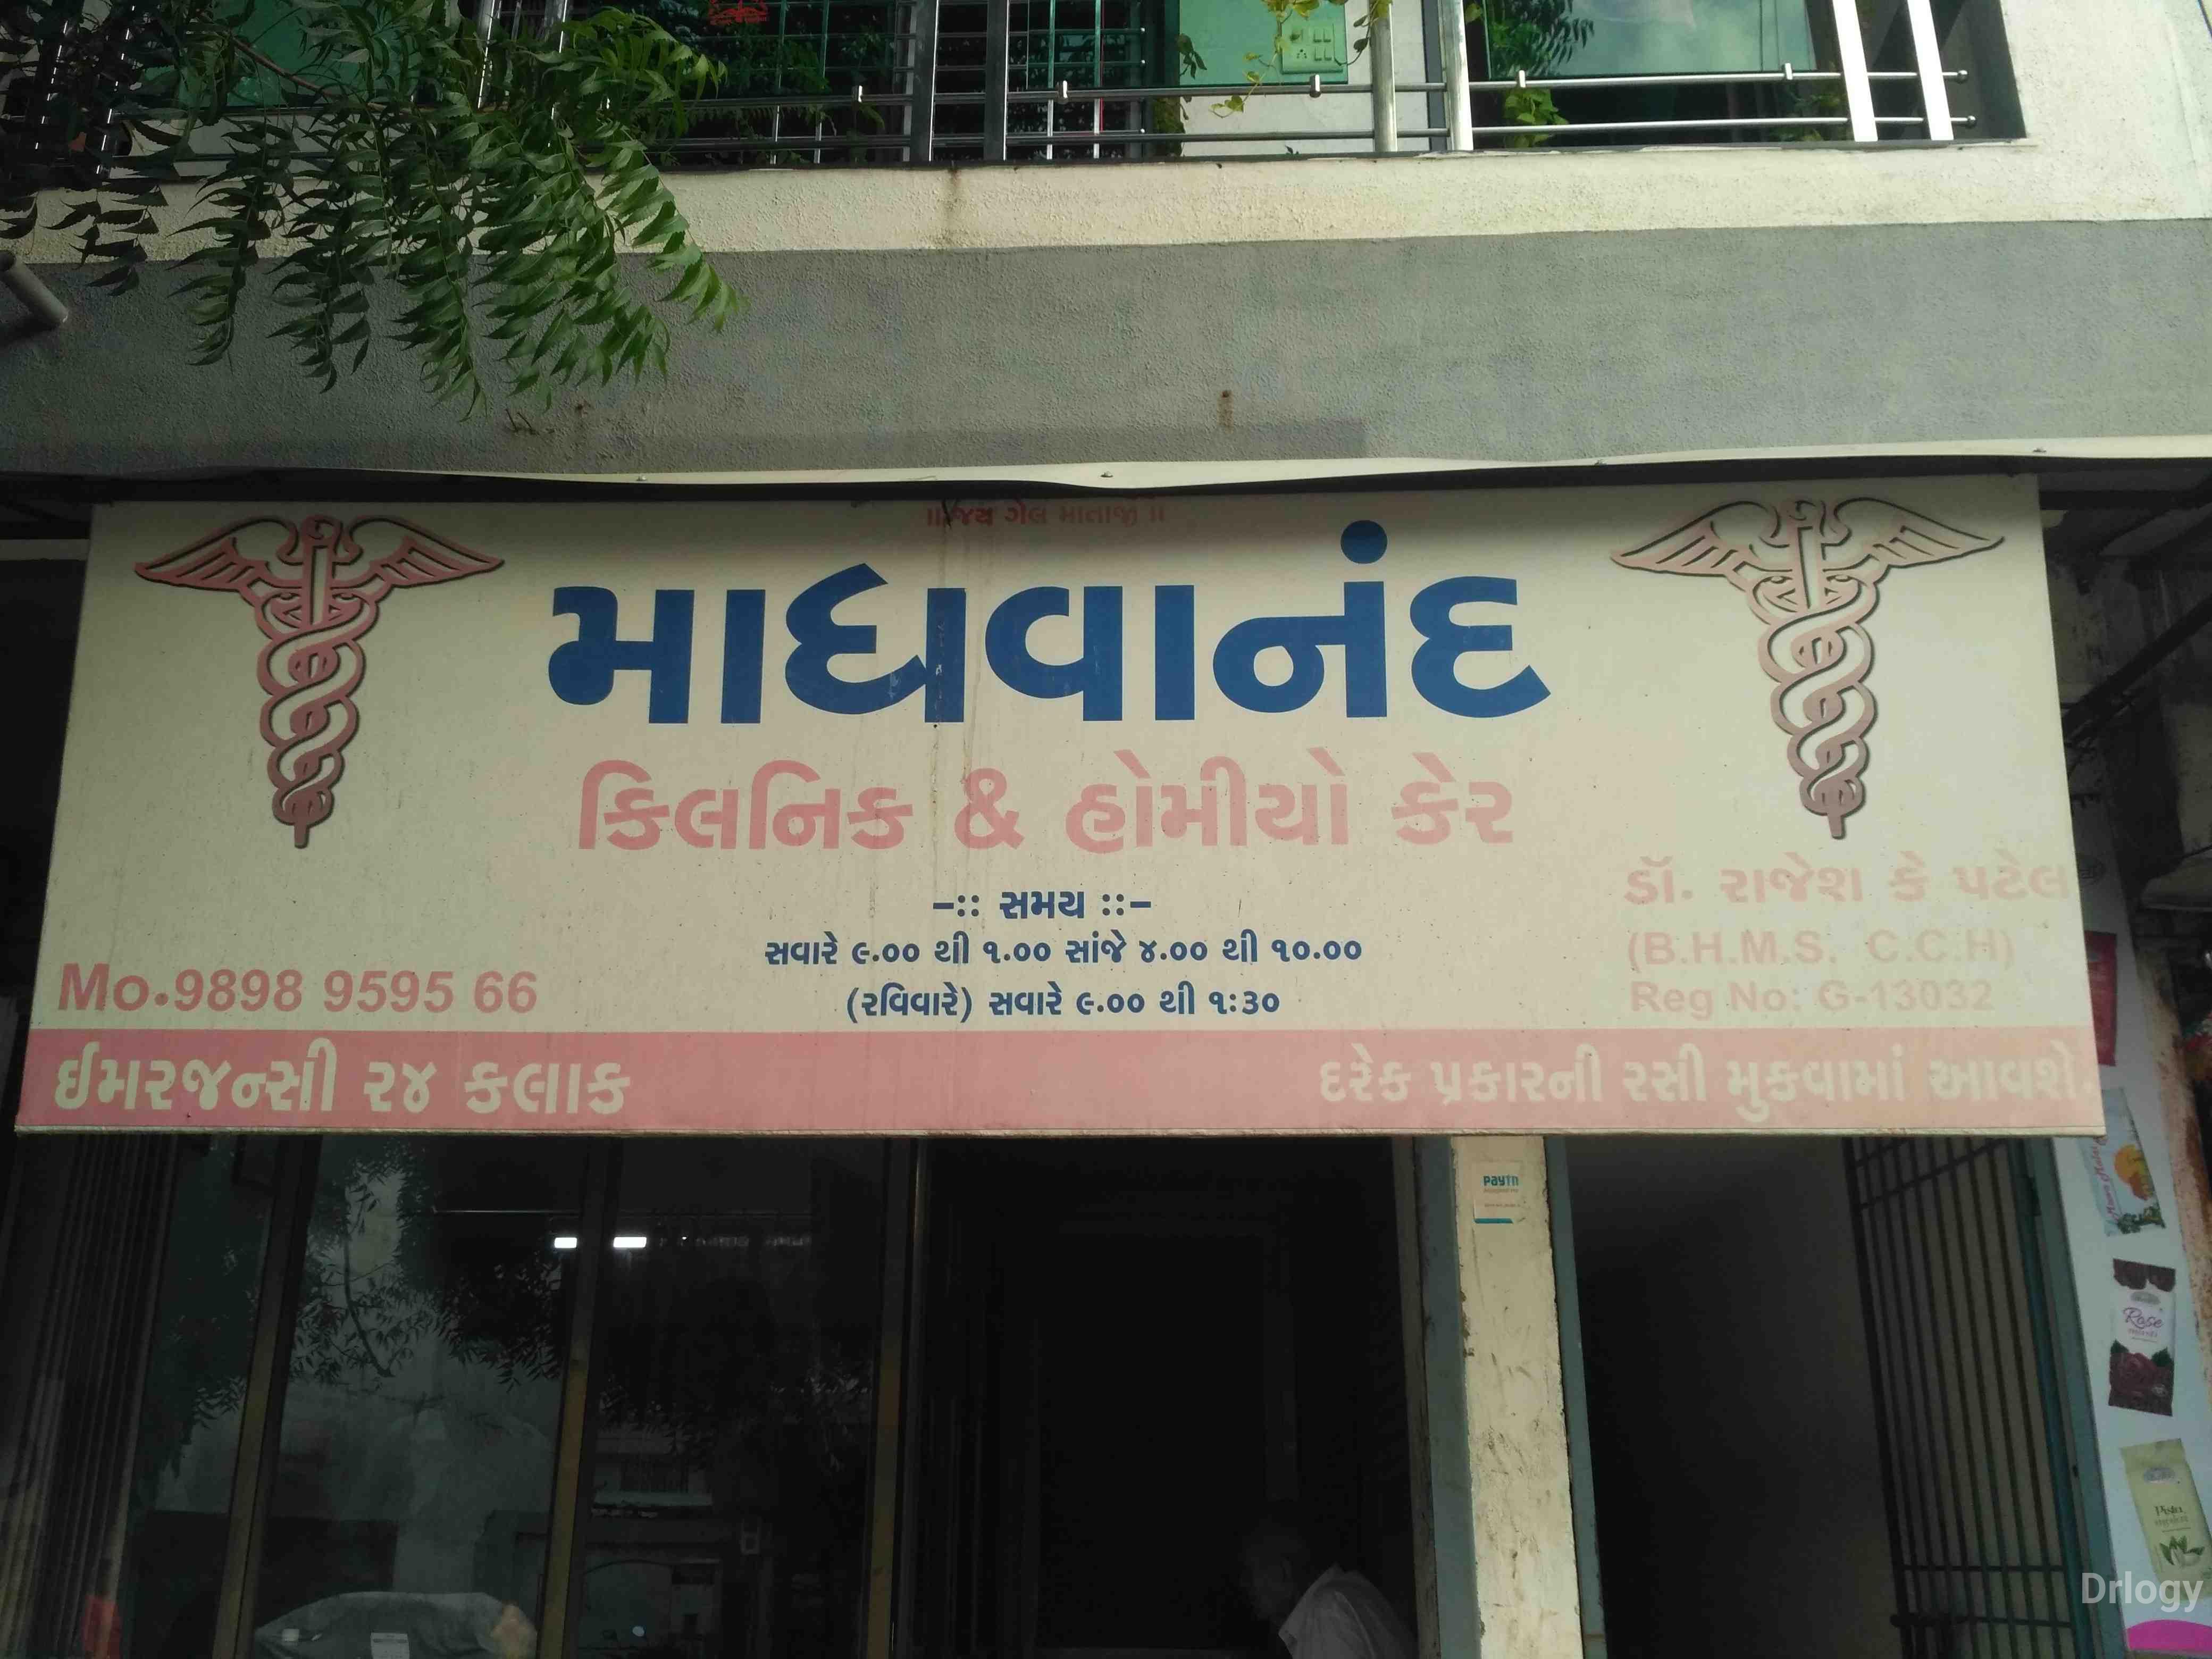 ॥ જય ગેલ માતાજી ॥
માધવાનંદ
કિલનિક & હોમીયો કેર
-:: સમય ::-
સવારે ૯.૦૦ થી ૧.૦૦ સાંજે ૪.૦૦ થી ૧૦.૦૦
(રવિવારે) સવારે ૯.૦૦ થી ૧:૩૦
Mo.9898 9595 66
ડૉ. રાજેશ કે પટેલ
(B.H.M.S. C.C.H)
Reg No: G-13032
ઈમરજન્સી ૨૪ કલાક
દરેક પ્રકારની રસી મુકવામાં આવશે.
Paytm
Rose
Drlogy